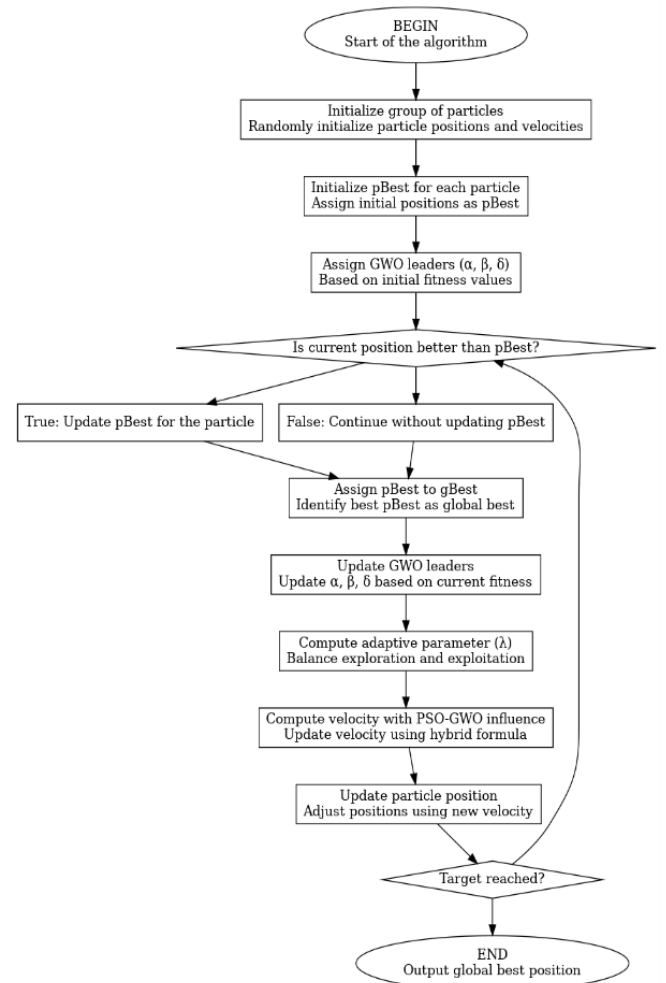 BEGIN
Start of the algorithm
Initialize group of particles
Randomly initialize particle positions and velocities
Initialize pBest for each particle
Assign initial positions as pBest
Assign GWO leaders (α, β, δ)
Based on initial fitness values
Is current position better than pBest?
True: Update pBest for the particle
False: Continue without updating pBest
Assign pBest to gBest
Identify best pBest as global best
Update GWO leaders
Update α, β, δ based on current fitness
Compute adaptive parameter (λ)
Balance exploration and exploitation
Compute velocity with PSO-GWO influence
Update velocity using hybrid formula
Update particle position
Adjust positions using new velocity
Target reached?
END
Output global best position